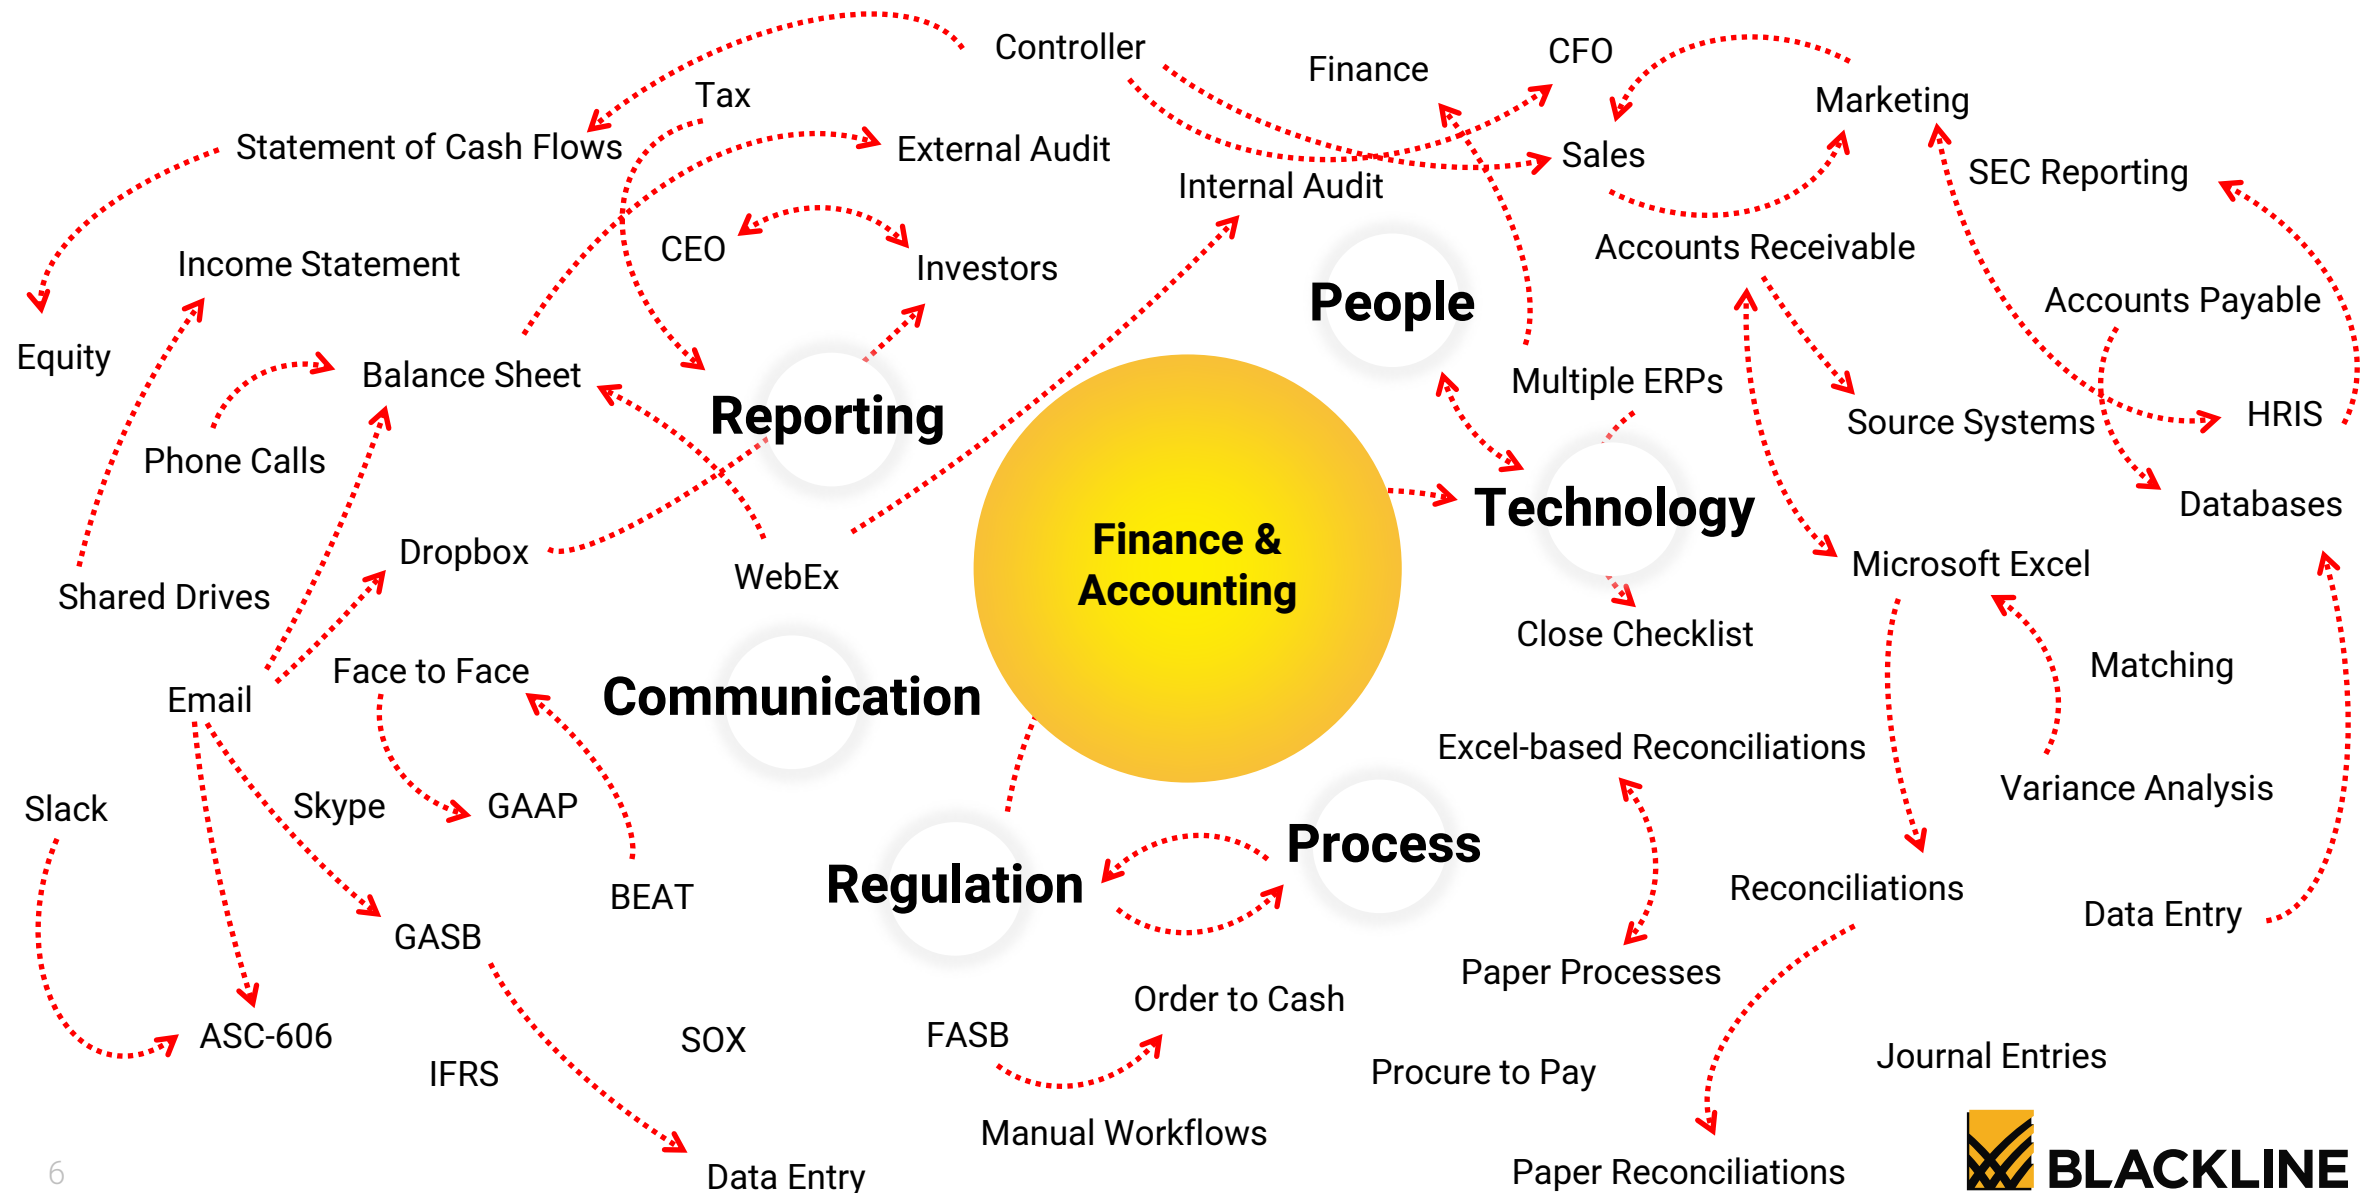 Controller
CFO
Finance
Tax
Marketing
Statement of Cash Flows
External Audit
Sales
SEC Reporting
Internal Audit
CEO
Accounts Receivable
Income Statement
Investors
People
Accounts Payable
Equity
Balance Sheet
Multiple ERPs
Reporting
HRIS
Source Systems
Phone Calls
Technology
Databases
Finance &
Accounting
Dropbox
WebEx
Microsoft Excel
Shared Drives
Close Checklist
Face to Face
Matching
Email
Communication
Excel-based Reconciliations
Variance Analysis
Slack
Skype
GAAP
Process
Regulation
Reconciliations
BEAT
Data Entry
GASB
Paper Processes
Order to Cash
ASC-606
SOX
FASB
Journal Entries
IFRS
Procure to Pay
Manual Workflows
Paper Reconciliations
Data Entry
BLACKLINE
6